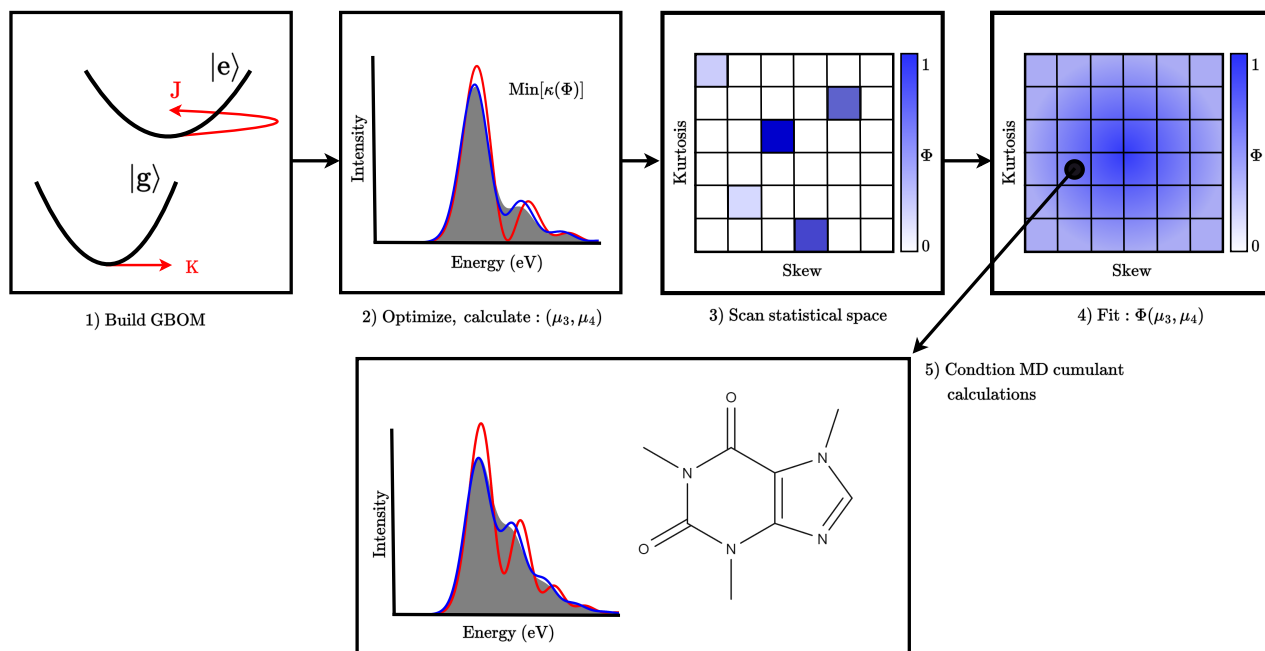 |e⟩
J
|g⟩
K
1) Build GBOM
Min[κ(Φ)]
Intensity
Energy (eV)
2) Optimize, calculate : (μ₃, μ₄)
Kurtosis
Skew
1
Φ
0
3) Scan statistical space
Kurtosis
Skew
1
Φ
0
4) Fit : Φ(μ₃, μ₄)
5) Condtion MD cumulant
calculations
Intensity
Energy (eV)
O
N
N
O
N
N